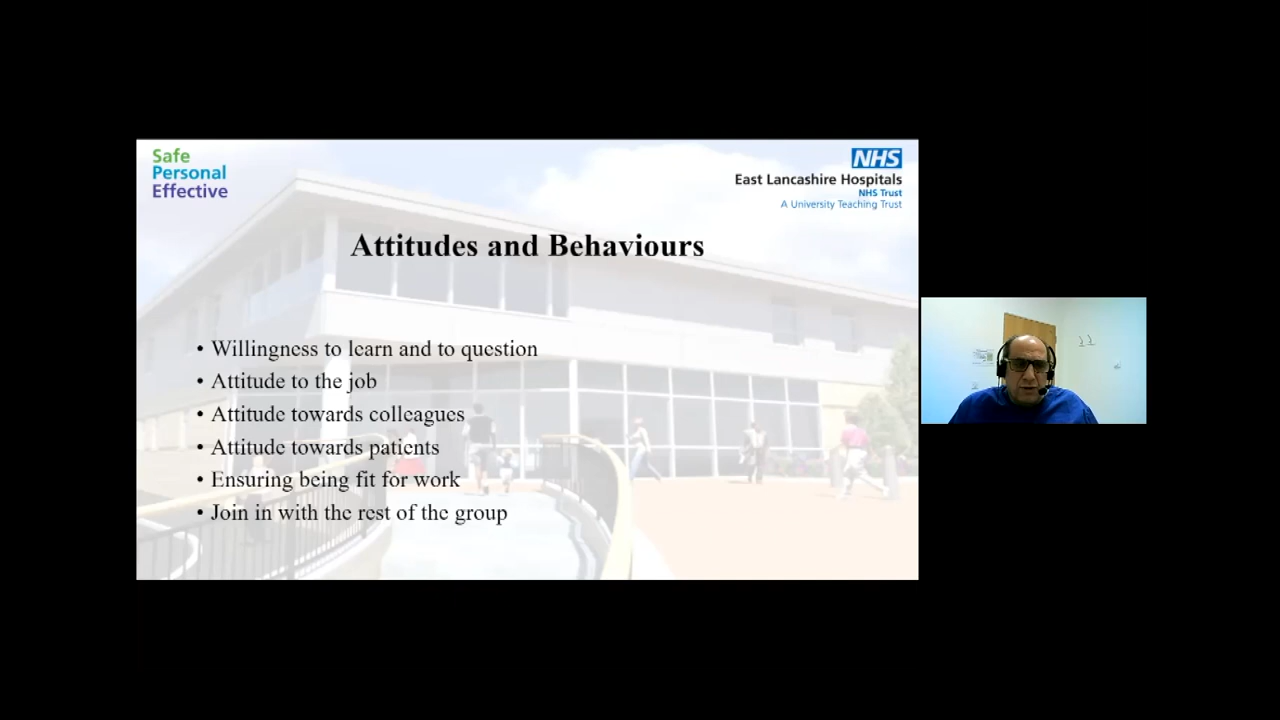 Safe
Personal
Effective
NHS
East Lancashire Hospitals
NHS Trust
A University Teaching Trust
Attitudes and Behaviours
• Willingness to learn and to question
• Attitude to the job
• Attitude towards colleagues
• Attitude towards patients
• Ensuring being fit for work
• Join in with the rest of the group